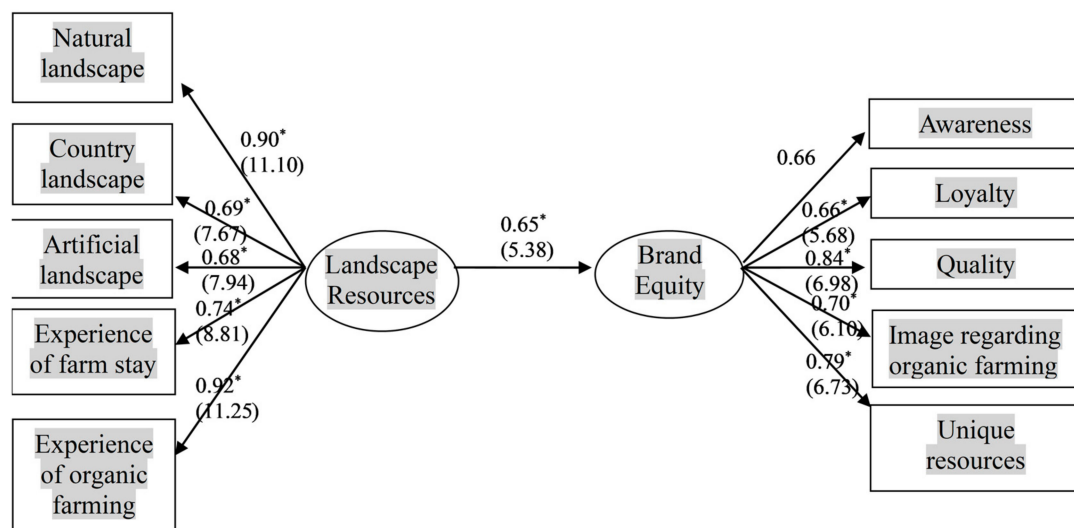 Natural
landscape
Country
landscape
Artificial
landscape
Experience
of farm stay
Experience
of organic
farming
0.90*
(11.10)
0.69*
(7.67)
0.68*
(7.94)
0.74*
(8.81)
0.92*
(11.25)
Landscape
Resources
0.65*
(5.38)
Brand
Equity
0.66
0.66*
(5.68)
0.84*
(6.98)
0.70*
(6.10)
0.79*
(6.73)
Awareness
Loyalty
Quality
Image regarding
organic farming
Unique
resources